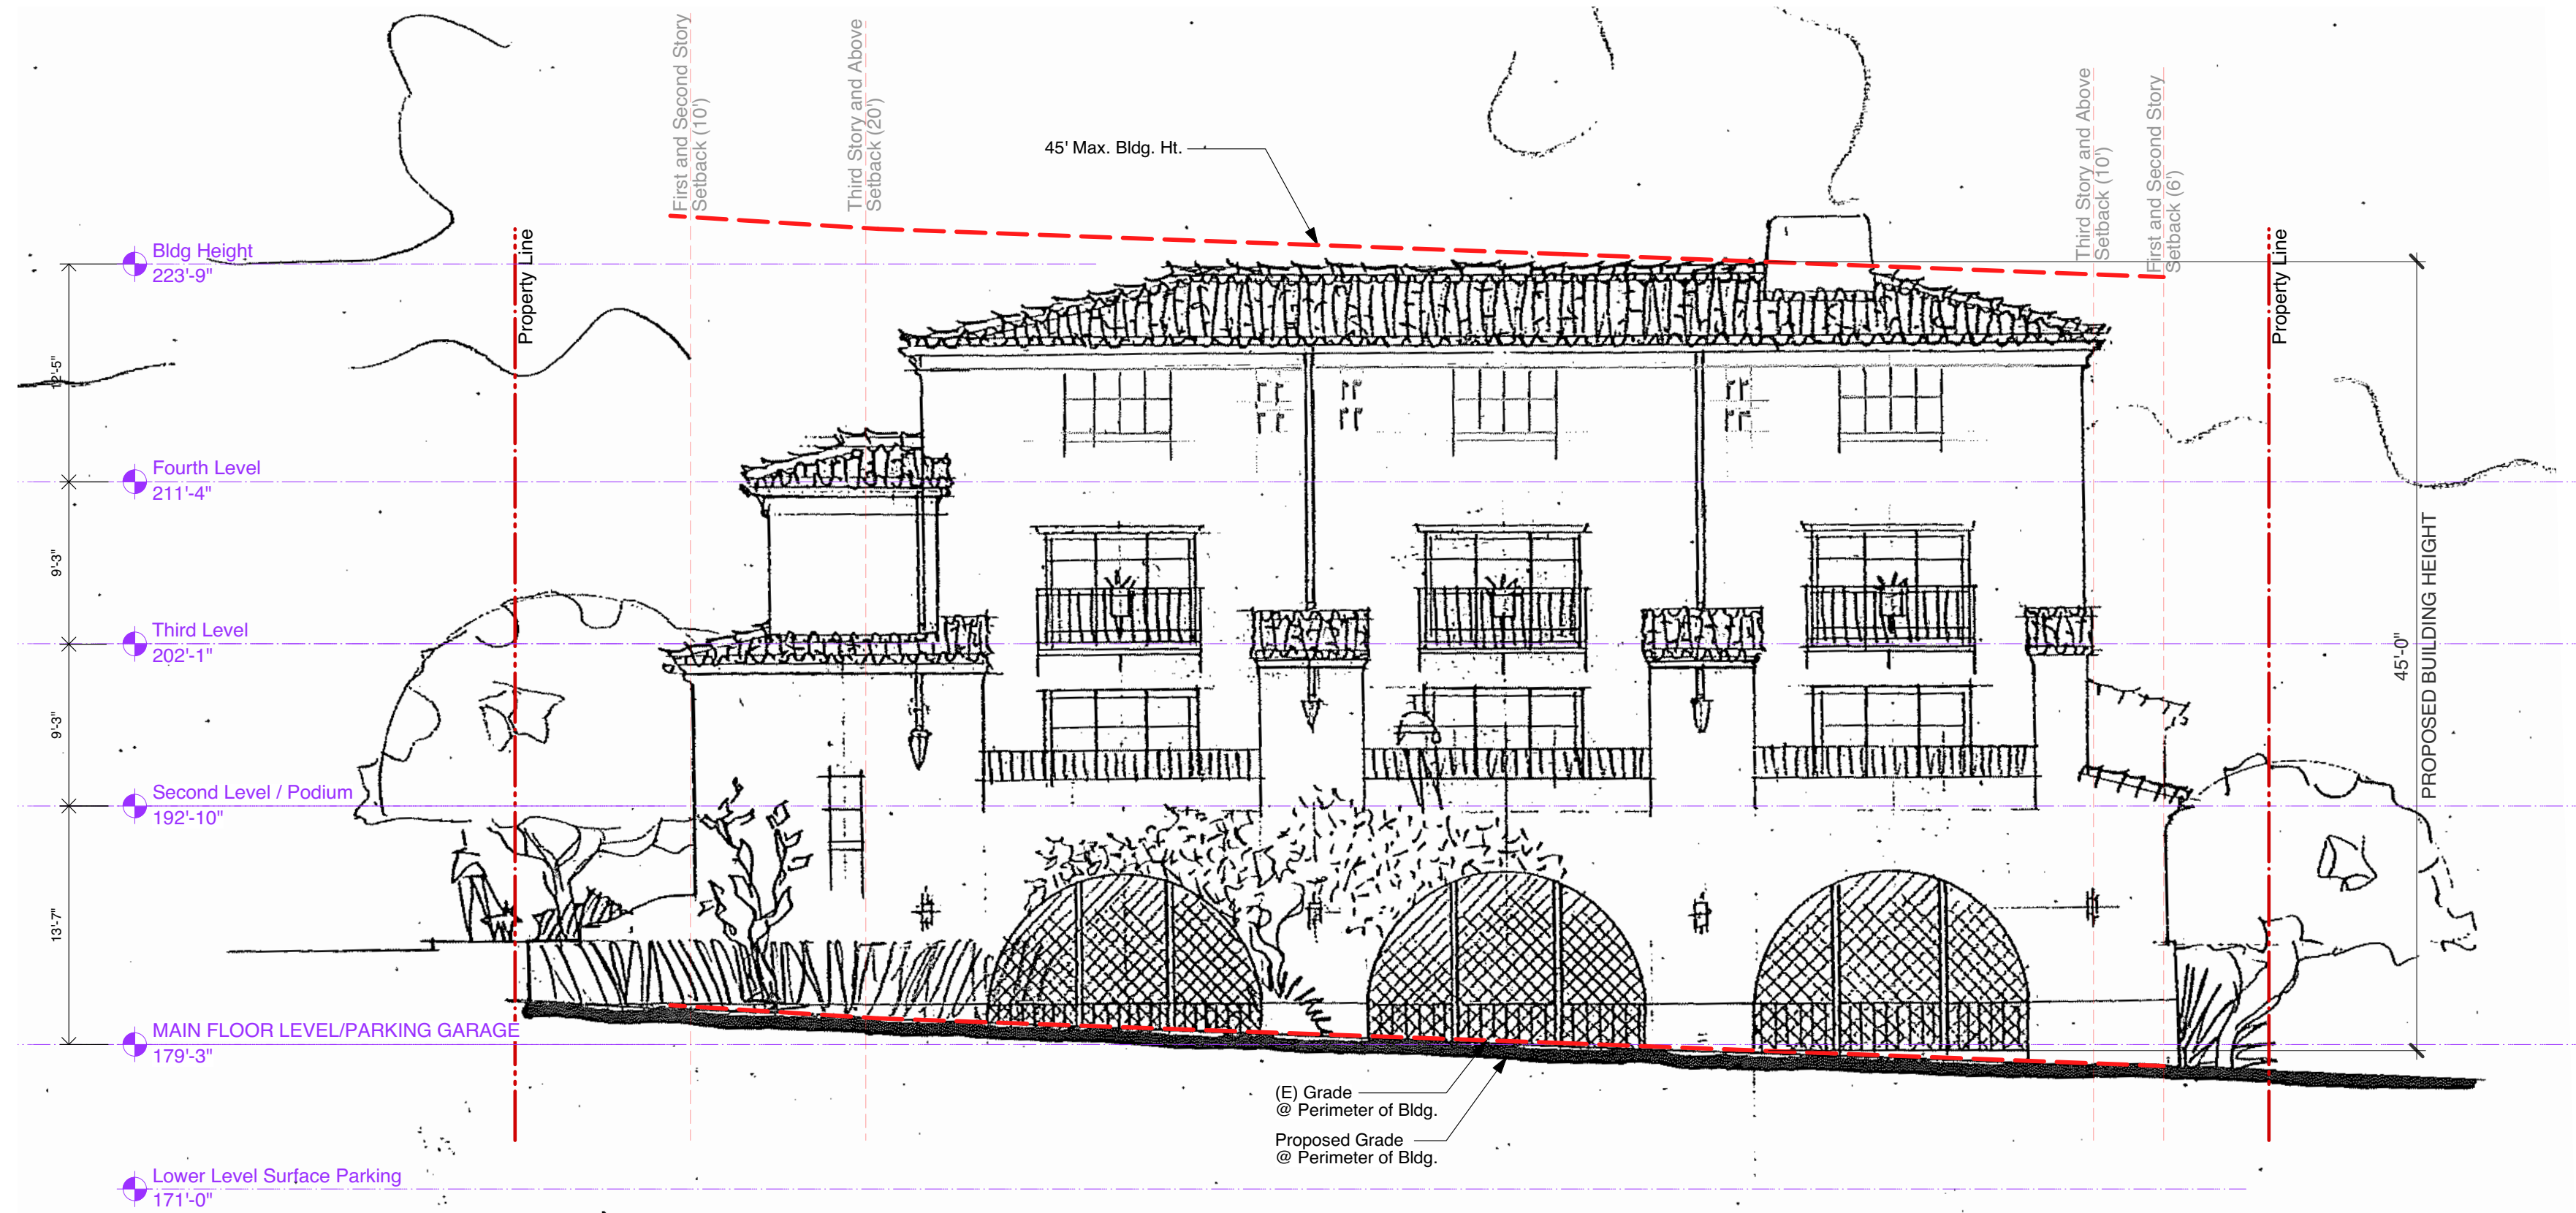 First and Second Story
Setback (10')
Third Story and Above
Setback (20')
45' Max. Bldg. Ht.
Third Story and Above
Setback (10')
First and Second Story
Setback (6')
Property Line
Property Line
Bldg Height
223'-9"
12'-5"
Fourth Level
211'-4"
9'-3"
Third Level
202'-1"
9'-3"
Second Level / Podium
192'-10"
13'-7"
MAIN FLOOR LEVEL/PARKING GARAGE
179'-3"
Lower Level Surface Parking
171'-0"
45'-0"
PROPOSED BUILDING HEIGHT
(E) Grade
@ Perimeter of Bldg.
Proposed Grade
@ Perimeter of Bldg.